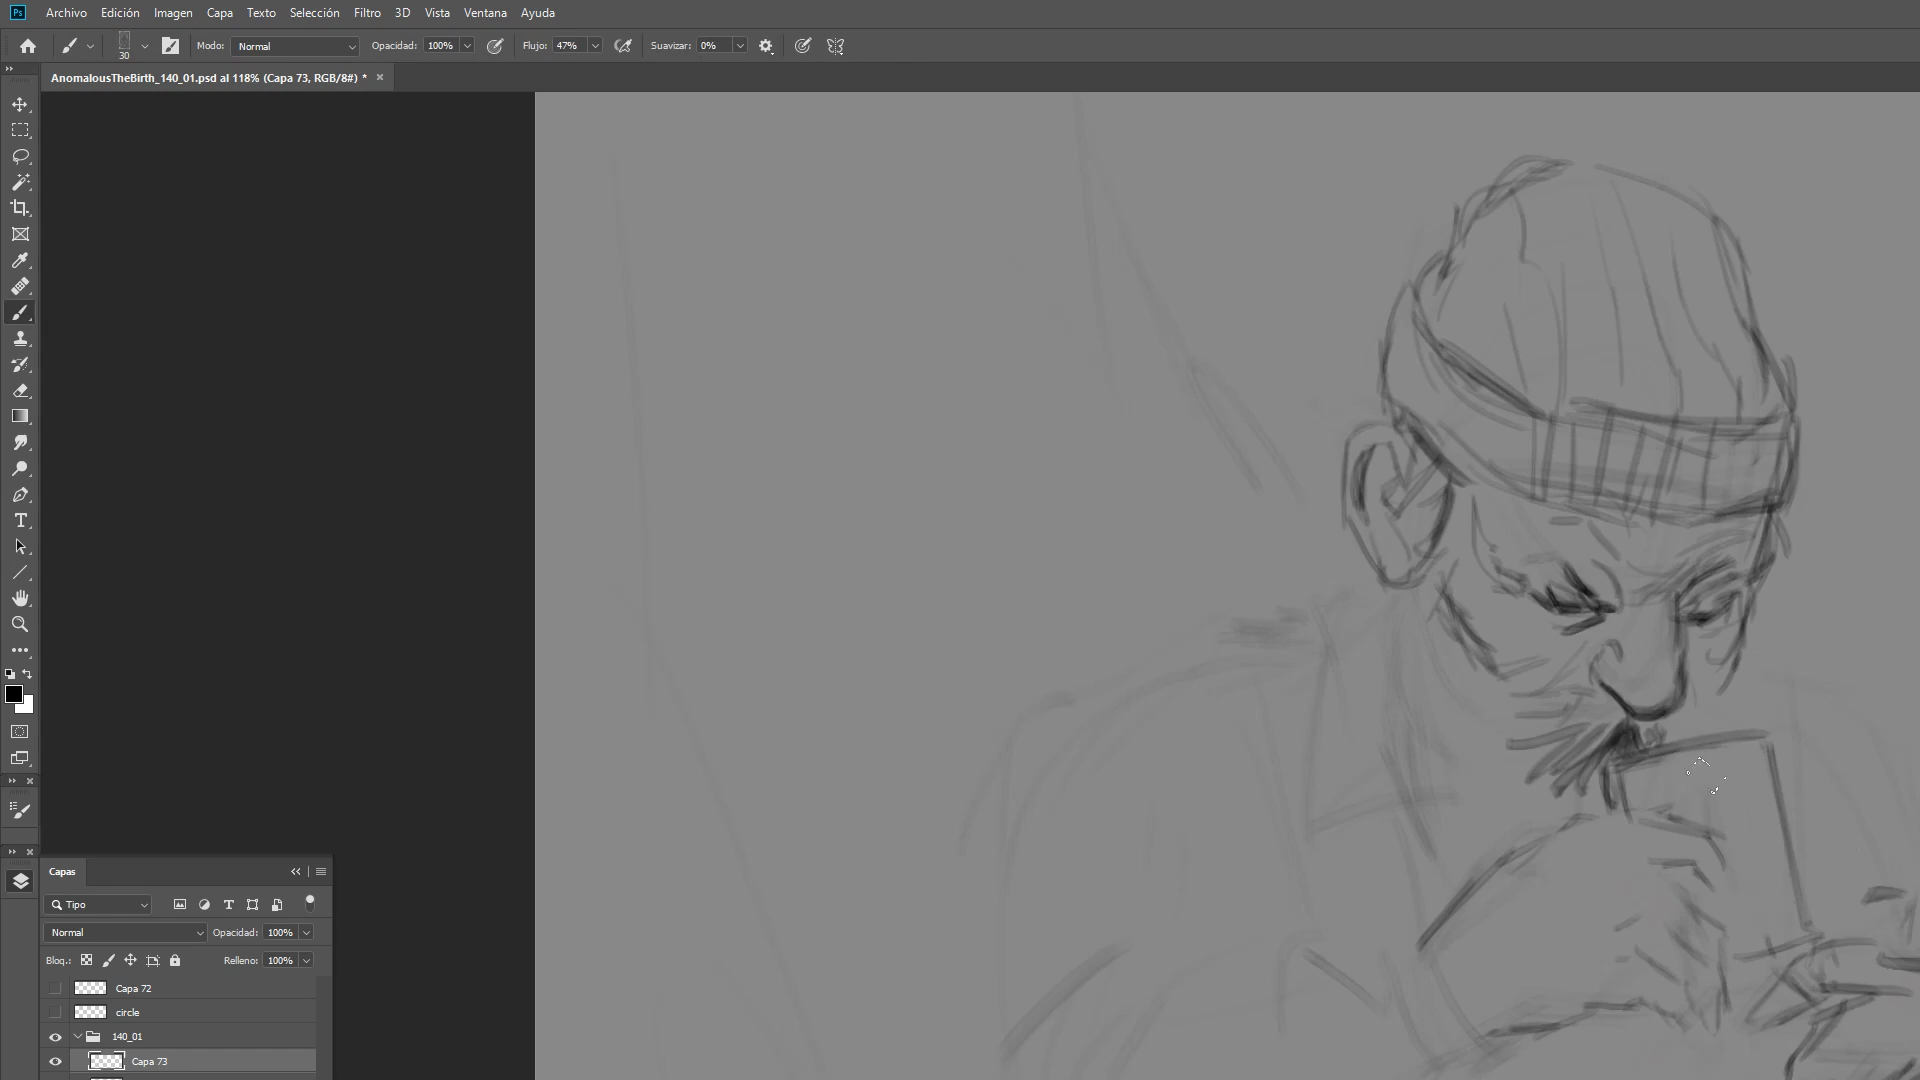 Ps Archivo Edición Imagen Capa Texto Selección Filtro 3D Vista Ventana Ayuda
30 Modo: Normal Opacidad: 100% Flujo: 47% Suavizar: 0%
AnomalousTheBirth_140_01.psd al 118% (Capa 73, RGB/8#) * ×
Capas
Tipo
Normal Opacidad: 100%
Bloq.: Relleno: 100%
Capa 72
circle
140_01
Capa 73